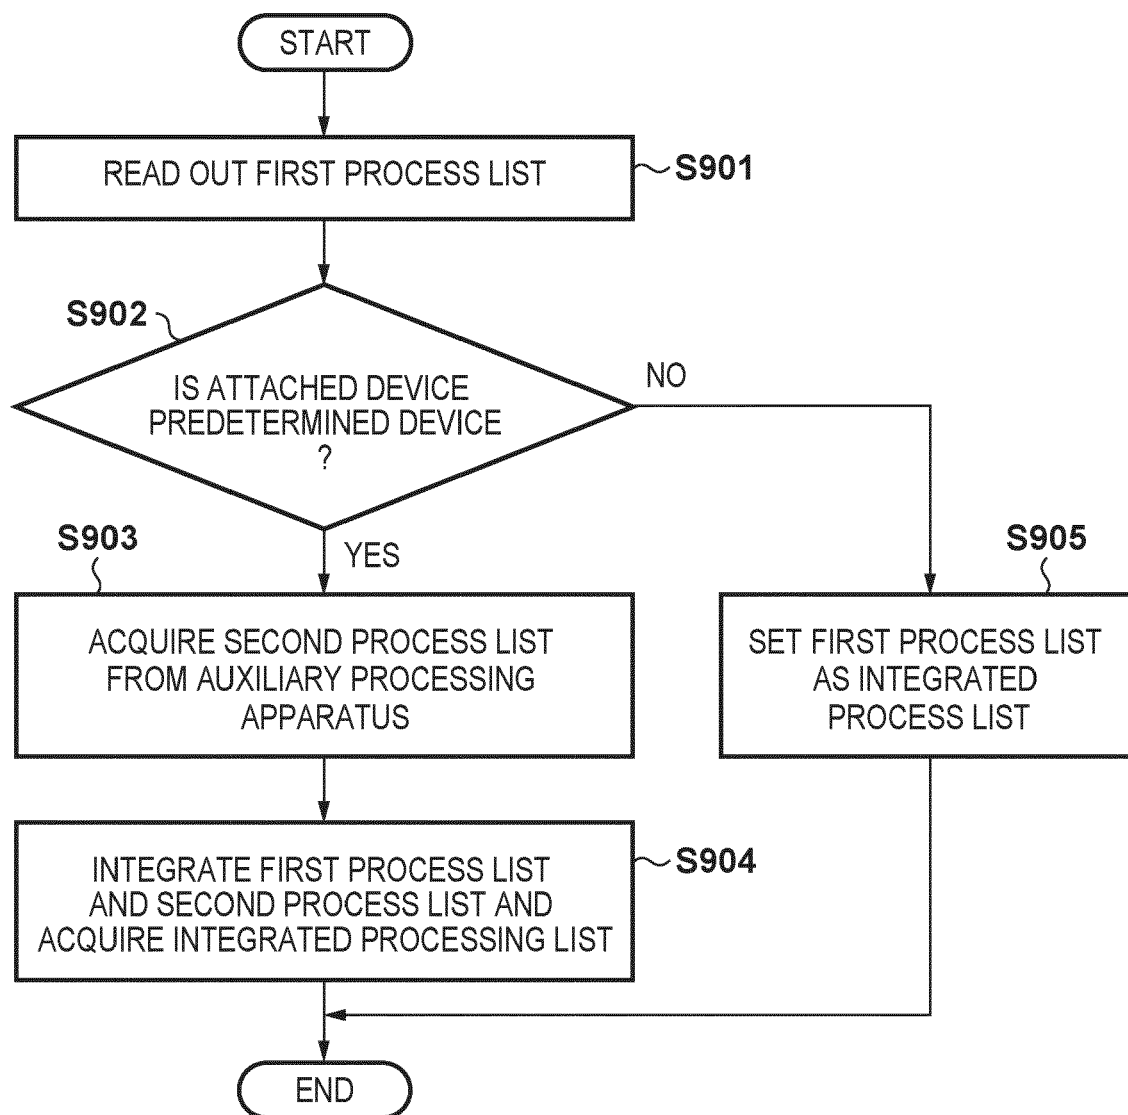 START
READ OUT FIRST PROCESS LIST
S901
S902
IS ATTACHED DEVICE
PREDETERMINED DEVICE
?
NO
YES
S903
ACQUIRE SECOND PROCESS LIST
FROM AUXILIARY PROCESSING
APPARATUS
S905
SET FIRST PROCESS LIST
AS INTEGRATED
PROCESS LIST
INTEGRATE FIRST PROCESS LIST
AND SECOND PROCESS LIST AND
ACQUIRE INTEGRATED PROCESSING LIST
S904
END